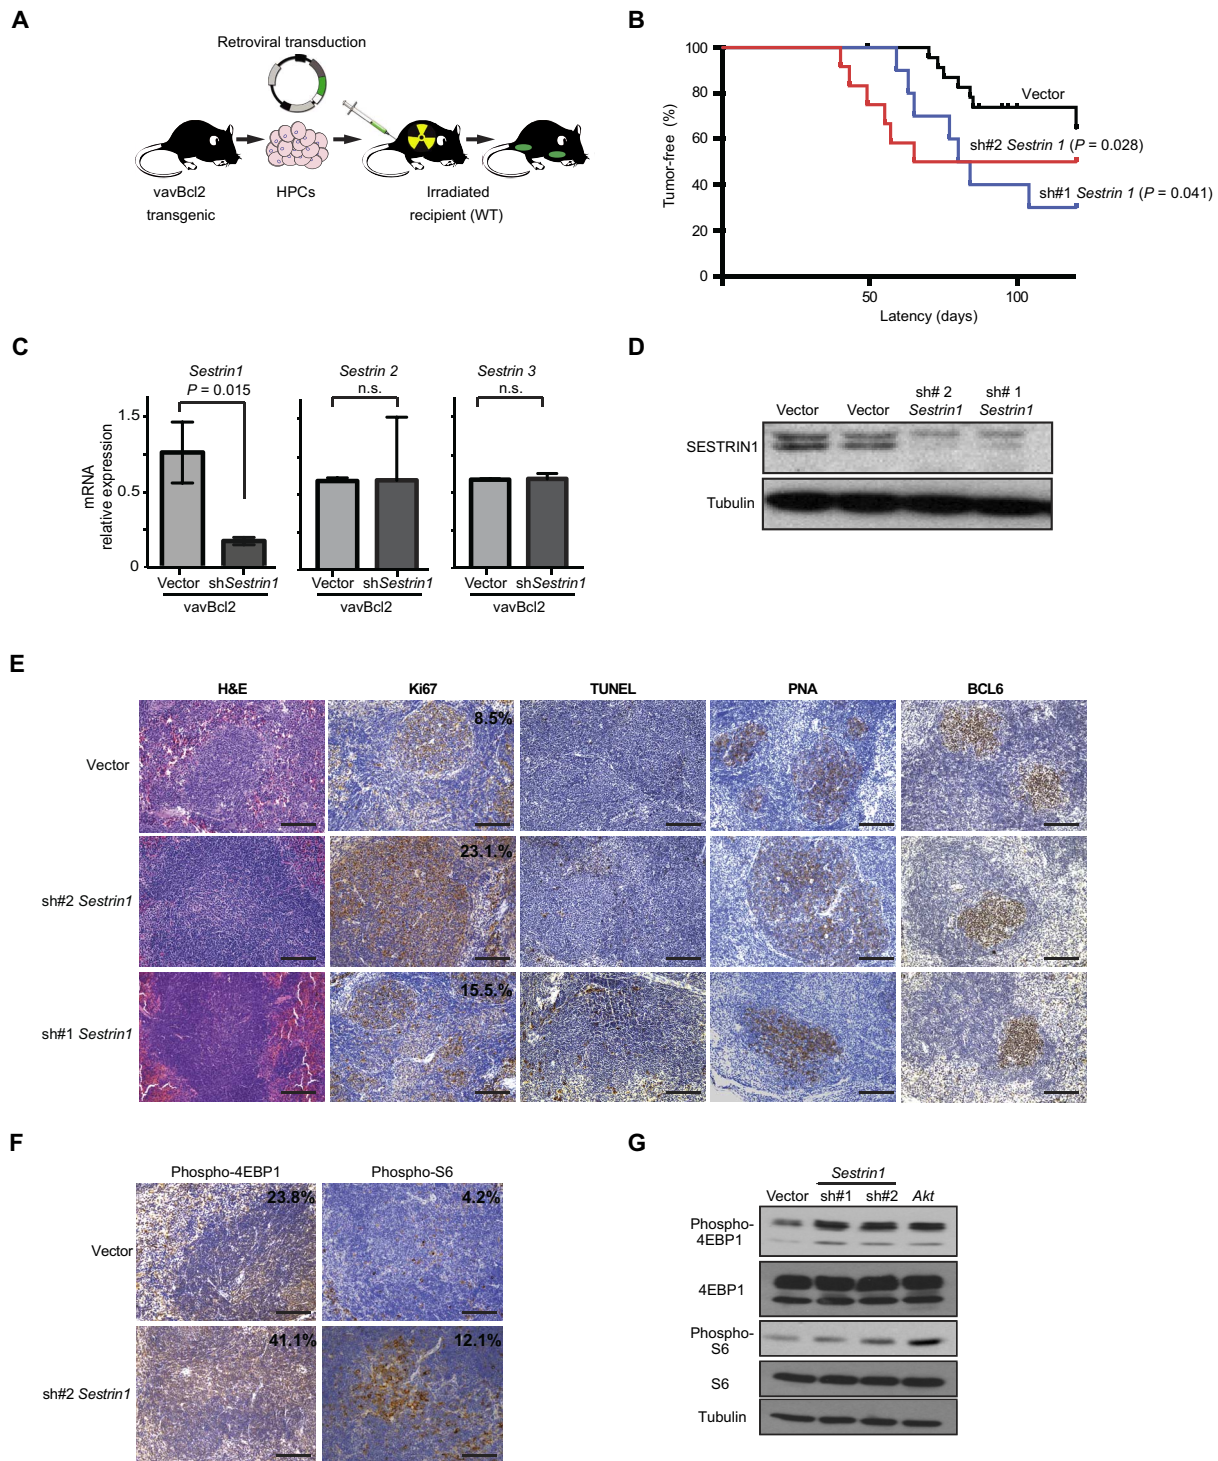 A
Retroviral transduction
vavBcl2
transgenic
HPCs
Irradiated
recipient (WT)
B
Tumor-free (%)
100
80
60
40
20
0
50
100
Latency (days)
Vector
sh#2 Sestrin 1 (P = 0.028)
sh#1 Sestrin 1 (P = 0.041)
C
mRNA
relative expression
1.5
0.5
0
Sestrin1
P = 0.015
Vector shSestrin1
vavBcl2
Sestrin 2
n.s.
Vector shSestrin1
vavBcl2
Sestrin 3
n.s.
Vector shSestrin1
vavBcl2
D
Vector
Vector
sh# 2
Sestrin1
sh# 1
Sestrin1
SESTRIN1
Tubulin
E
H&E
Ki67
TUNEL
PNA
BCL6
Vector
8.5%
sh#2 Sestrin1
23.1.%
sh#1 Sestrin1
15.5.%
F
Phospho-4EBP1
Phospho-S6
Vector
23.8%
4.2%
sh#2 Sestrin1
41.1%
12.1%
G
Sestrin1
Vector sh#1 sh#2 Akt
Phospho-
4EBP1
4EBP1
Phospho-
S6
S6
Tubulin